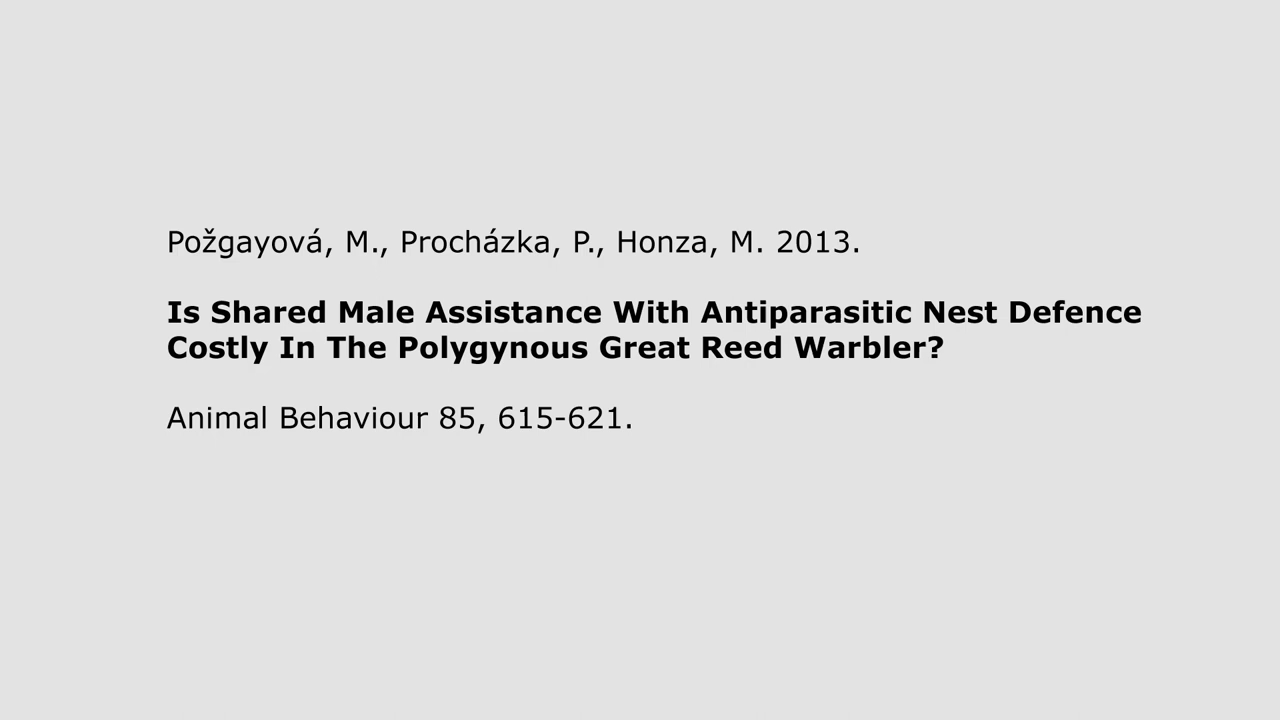 Požgayová, M., Procházka, P., Honza, M. 2013.
Is Shared Male Assistance With Antiparasitic Nest Defence
Costly In The Polygynous Great Reed Warbler?
Animal Behaviour 85, 615-621.